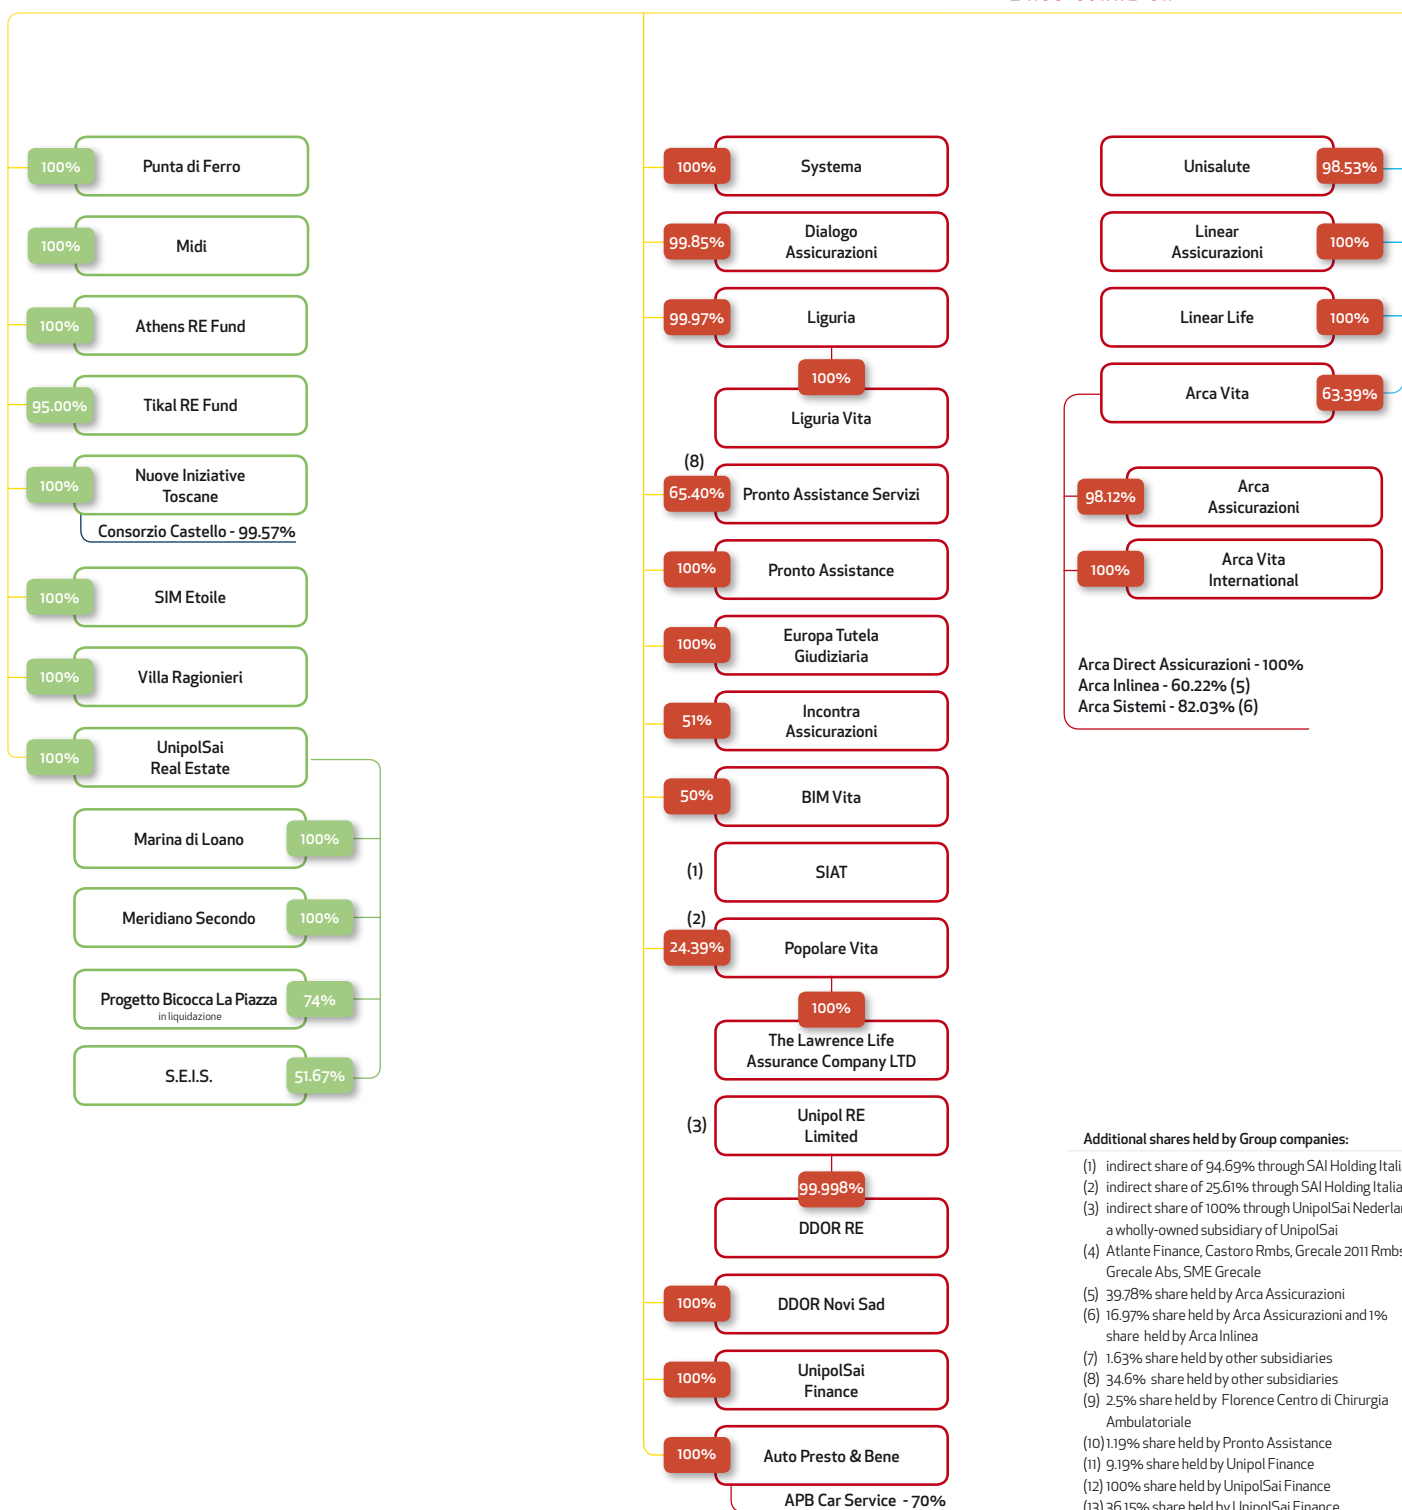 100%
Punta di Ferro
100%
Midi
100%
Athens RE Fund
95.00%
Tikal RE Fund
100%
Nuove Iniziative
Toscane
Consorzio Castello - 99.57%
100%
SIM Etoile
100%
Villa Ragionieri
100%
UnipolSai
Real Estate
Marina di Loano
100%
Meridiano Secondo
100%
Progetto Bicocca La Piazza
in liquidazione
74%
S.E.I.S.
51.67%
100%
Systema
99.85%
Dialogo
Assicurazioni
99.97%
Liguria
100%
Liguria Vita
(8)
65.40%
Pronto Assistance Servizi
100%
Pronto Assistance
100%
Europa Tutela
Giudiziaria
51%
Incontra
Assicurazioni
50%
BIM Vita
(1)
SIAT
(2)
24.39%
Popolare Vita
100%
The Lawrence Life
Assurance Company LTD
(3)
Unipol RE
Limited
99.998%
DDOR RE
100%
DDOR Novi Sad
100%
UnipolSai
Finance
100%
Auto Presto & Bene
APB Car Service - 70%
Unisalute
98.53%
Linear
Assicurazioni
100%
Linear Life
100%
Arca Vita
63.39%
98.12%
Arca
Assicurazioni
100%
Arca Vita
International
Arca Direct Assicurazioni - 100%
Arca Inlinea - 60.22% (5)
Arca Sistemi - 82.03% (6)
Additional shares held by Group companies:
(1) indirect share of 94.69% through SAI Holding Itali
(2) indirect share of 25.61% through SAI Holding Italia
(3) indirect share of 100% through UnipolSai Nederla
a wholly-owned subsidiary of UnipolSai
(4) Atlante Finance, Castoro Rmbs, Grecale 2011 Rmbs
Grecale Abs, SME Grecale
(5) 39.78% share held by Arca Assicurazioni
(6) 16.97% share held by Arca Assicurazioni and 1%
share held by Arca Inlinea
(7) 1.63% share held by other subsidiaries
(8) 34.6% share held by other subsidiaries
(9) 2.5% share held by Florence Centro di Chirurgia
Ambulatoriale
(10) 1.19% share held by Pronto Assistance
(11) 9.19% share held by Unipol Finance
(12) 100% share held by UnipolSai Finance
(13) 36.15% share held by UnipolSai Finance